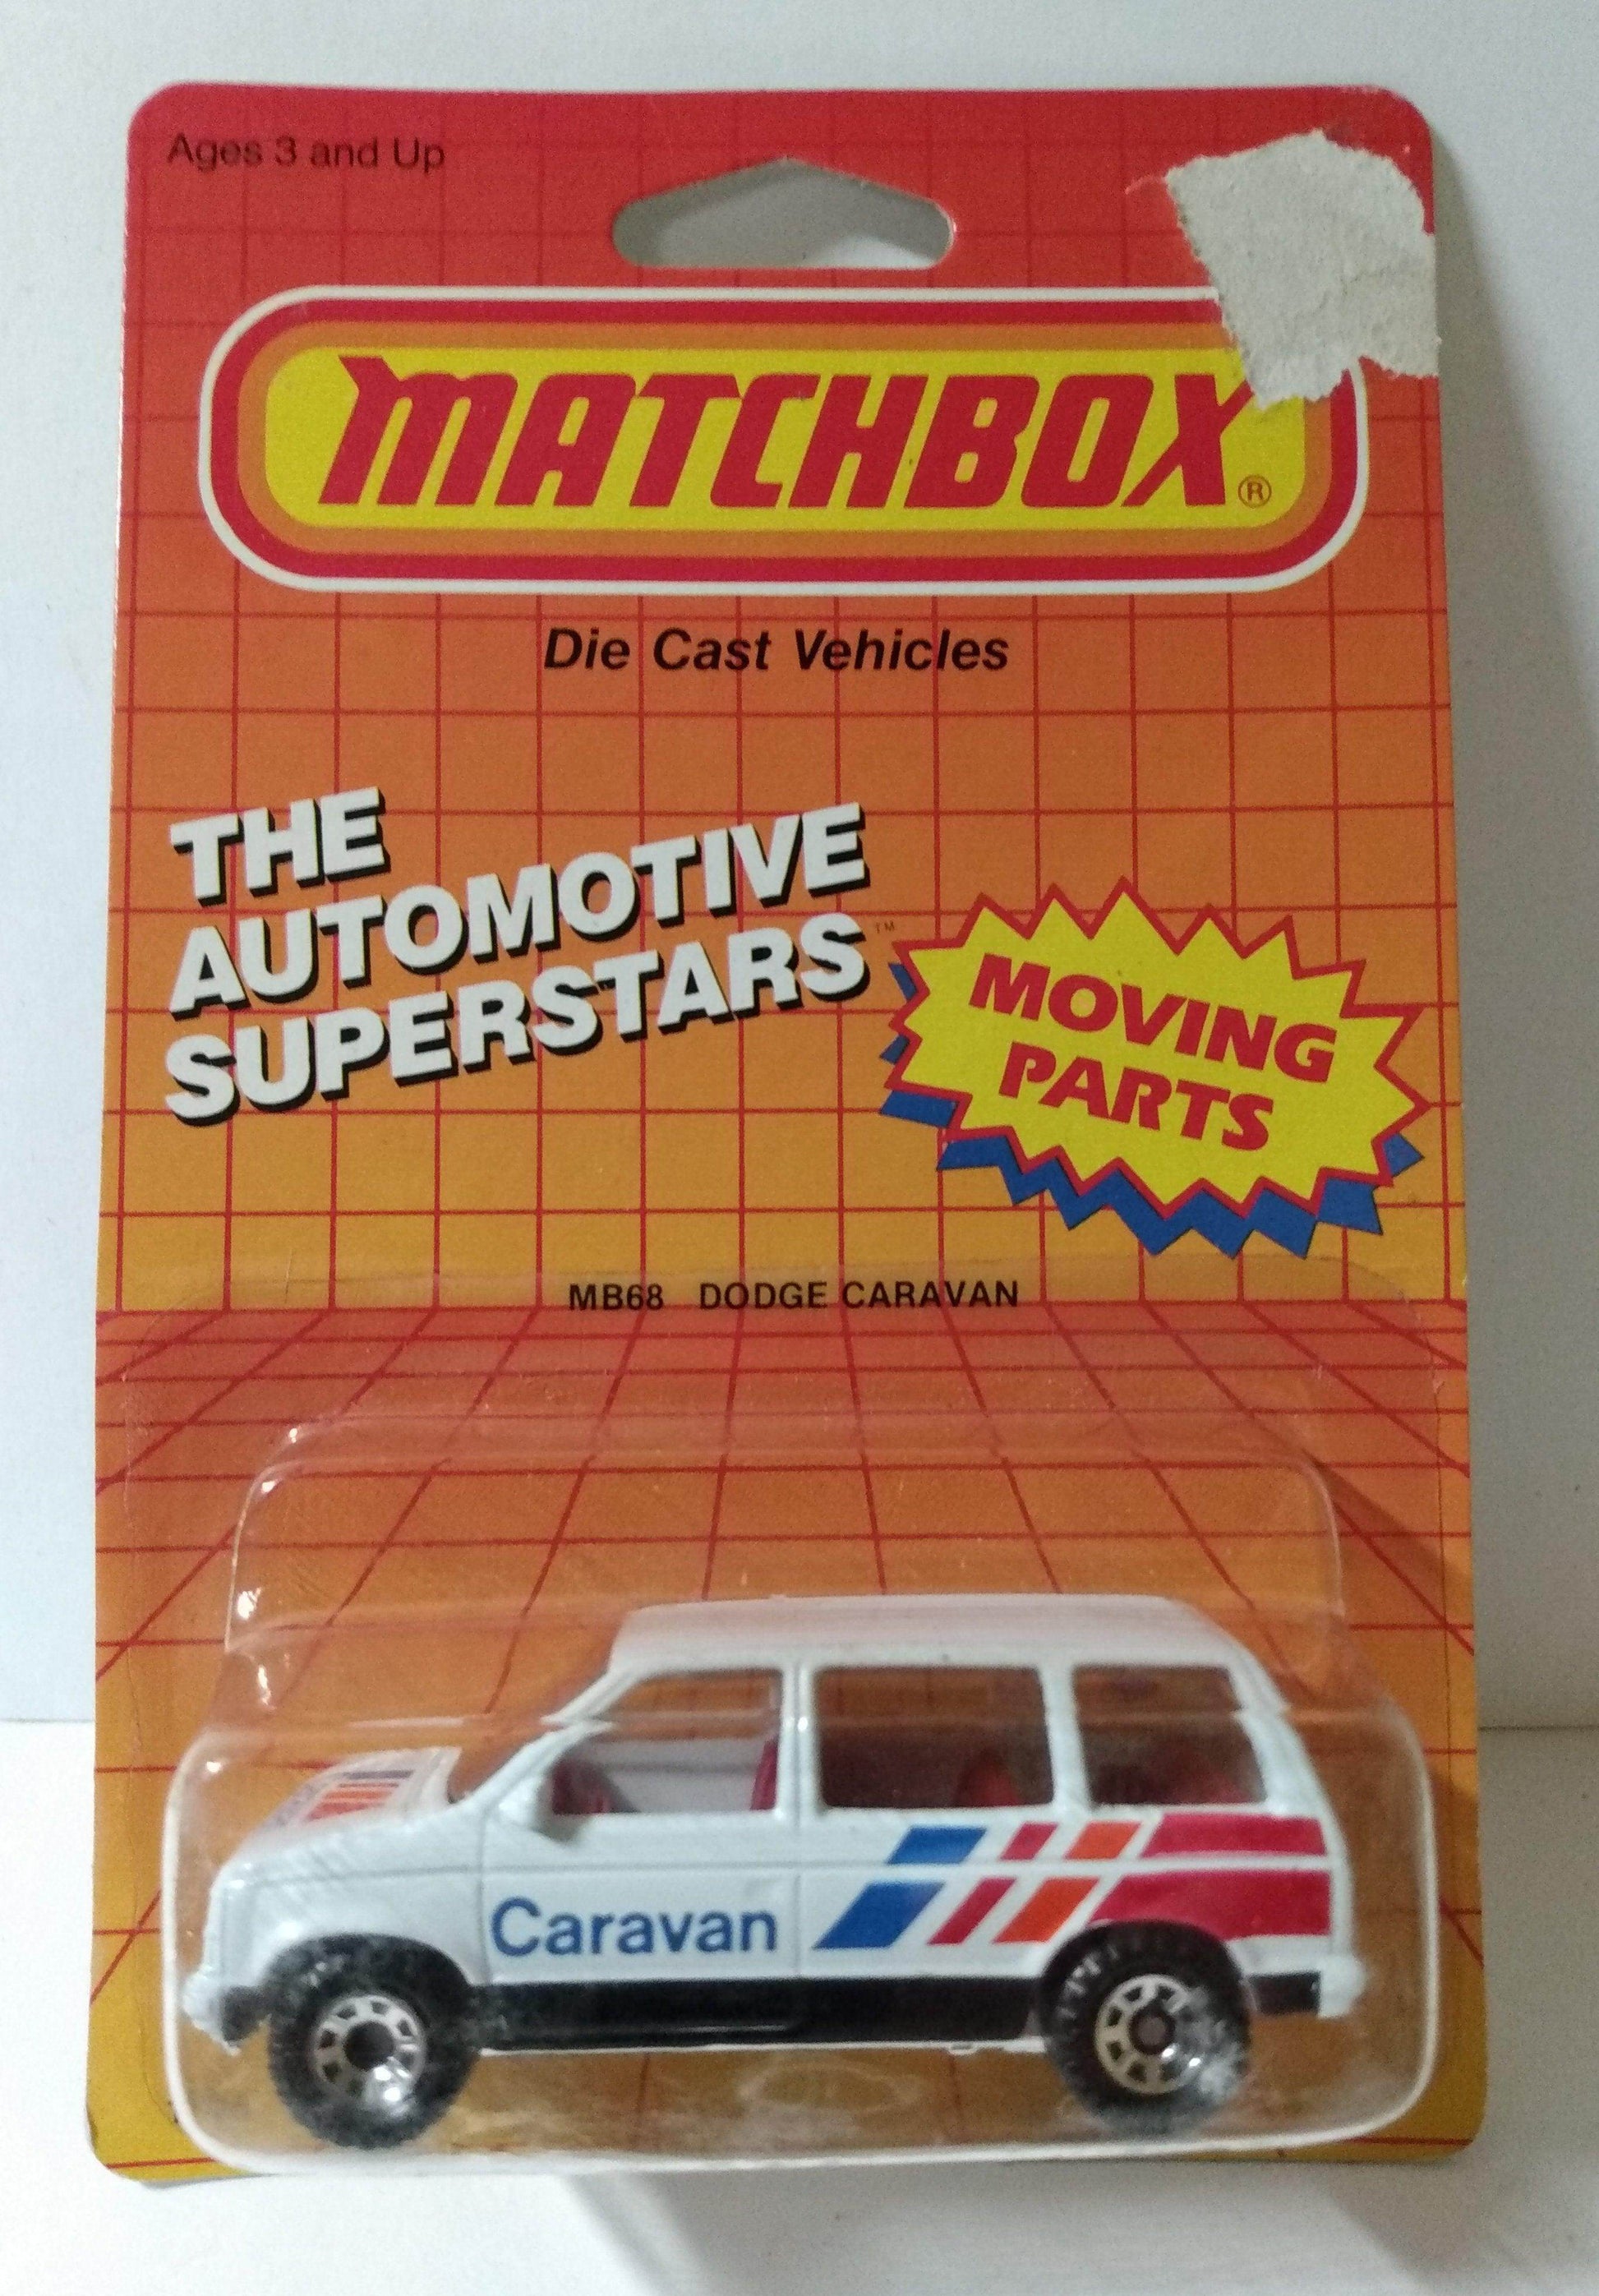 Ages 3 and Up
MATCHBOX®
Die Cast Vehicles
THE
AUTOMOTIVE
SUPERSTARS™
MOVING
PARTS
MB68 DODGE CARAVAN
Caravan